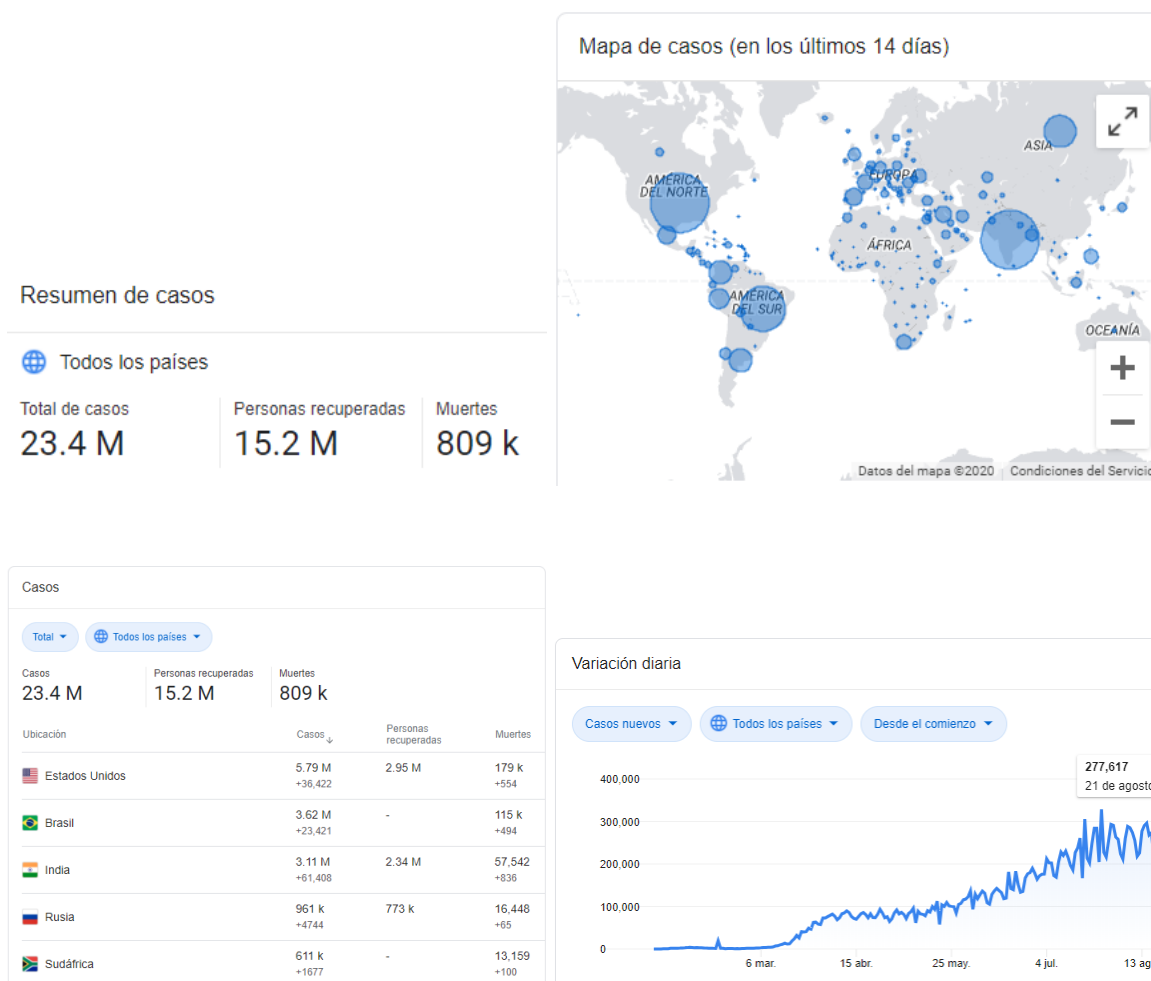 Mapa de casos (en los últimos 14 días)
AMÉRICA
DEL NORTE
EUROPA
ASIA
ÁFRICA
AMÉRICA
DEL SUR
OCEANÍA
Datos del mapa ©2020
Condiciones del Servicio
Resumen de casos
Todos los países
Total de casos
Personas recuperadas
Muertes
23.4 M
15.2 M
809 k
Casos
Total
Todos los países
Casos
Personas recuperadas
Muertes
23.4 M
15.2 M
809 k
Ubicación
Casos
Personas
recuperadas
Muertes
Estados Unidos
5.79 M
2.95 M
179 k
+36,422
+554
Brasil
3.62 M
-
115 k
+23,421
+494
India
3.11 M
2.34 M
57,542
+61,408
+836
Rusia
961 k
773 k
16,448
+4744
+65
Sudáfrica
611 k
-
13,159
+1677
+100
Variación diaria
Casos nuevos
Todos los países
Desde el comienzo
277,617
21 de agosto
400,000
300,000
200,000
100,000
0
6 mar.
15 abr.
25 may.
4 jul.
13 ag